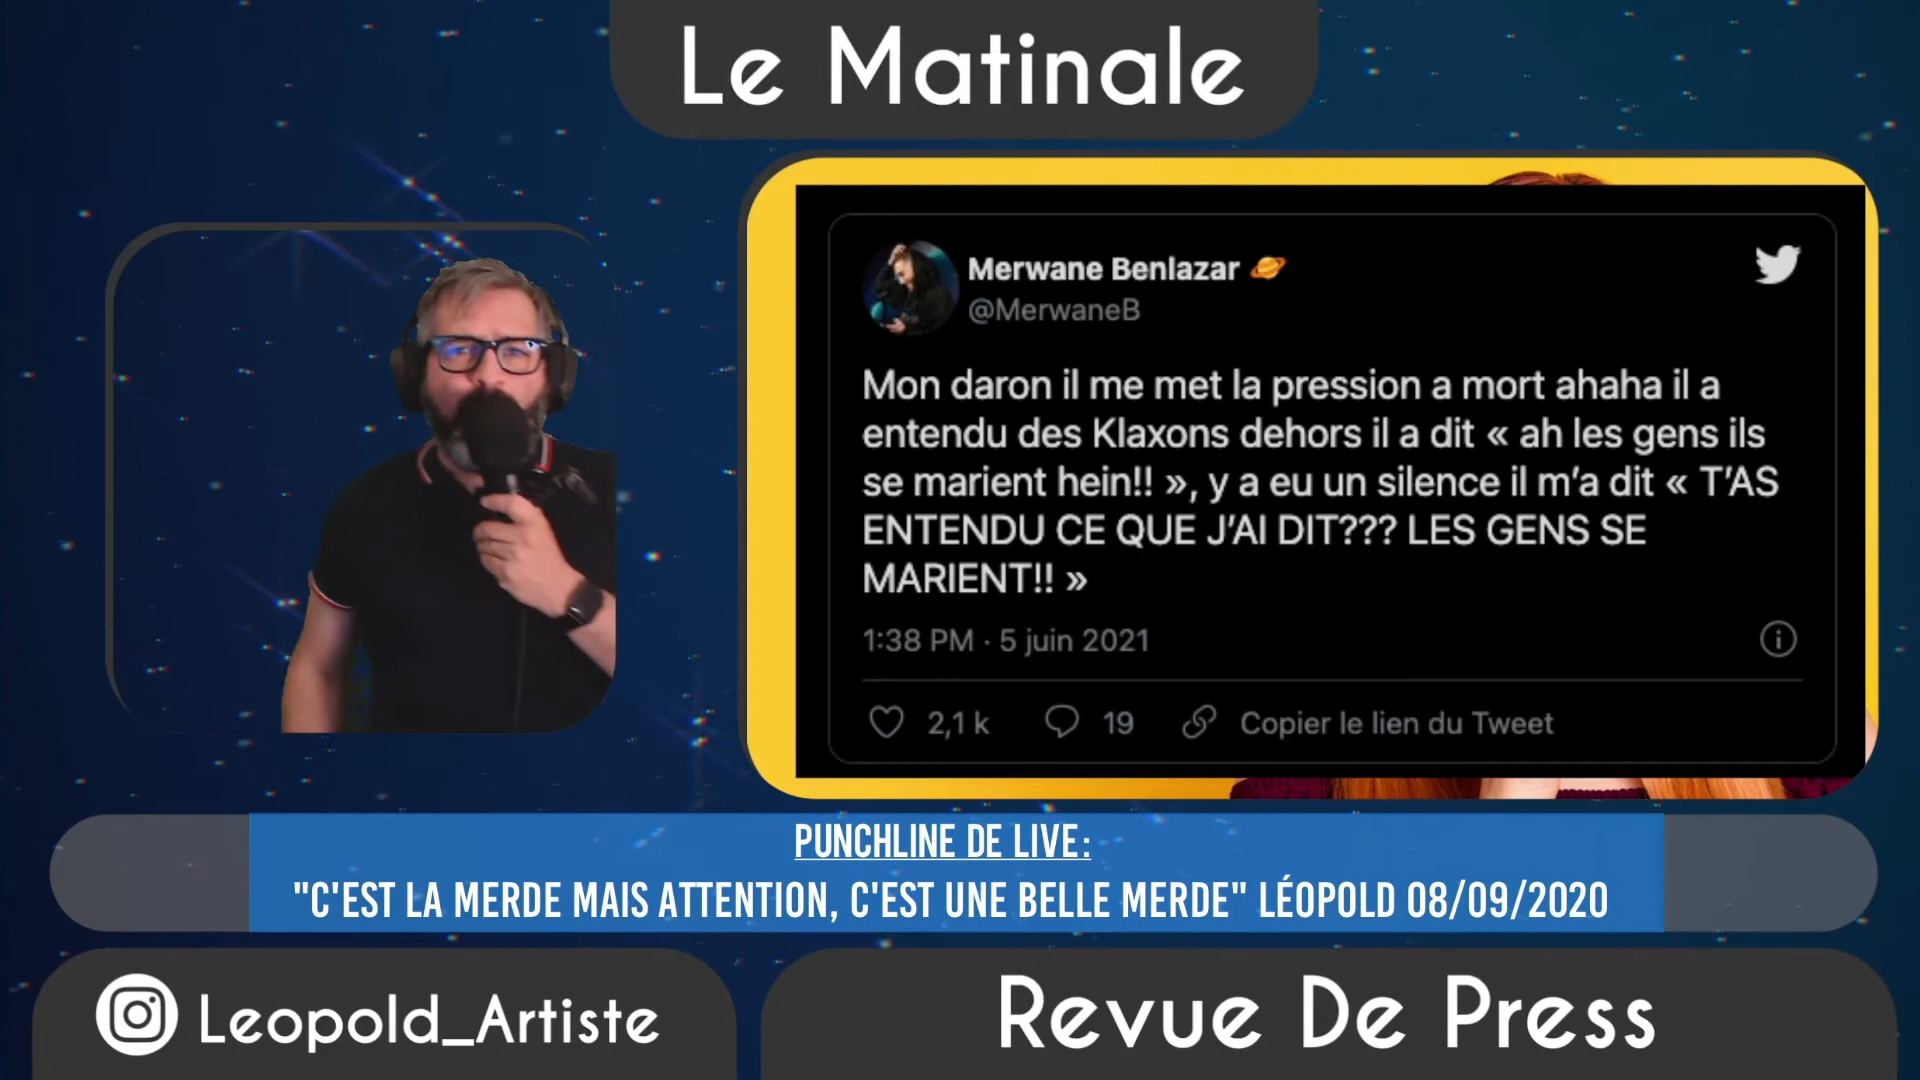 Le Matinale
Merwane Benlazar 🪐
@MerwaneB
Mon daron il me met la pression a mort ahaha il a
entendu des Klaxons dehors il a dit « ah les gens ils
se marient hein!! », y a eu un silence il m’a dit « T’AS
ENTENDU CE QUE J’AI DIT??? LES GENS SE
MARIENT!! »
1:38 PM · 5 juin 2021
2,1 k 19 Copier le lien du Tweet
PUNCHLINE DE LIVE:
"C'EST LA MERDE MAIS ATTENTION, C'EST UNE BELLE MERDE" LÉOPOLD 08/09/2020
Leopold_Artiste
Revue De Press